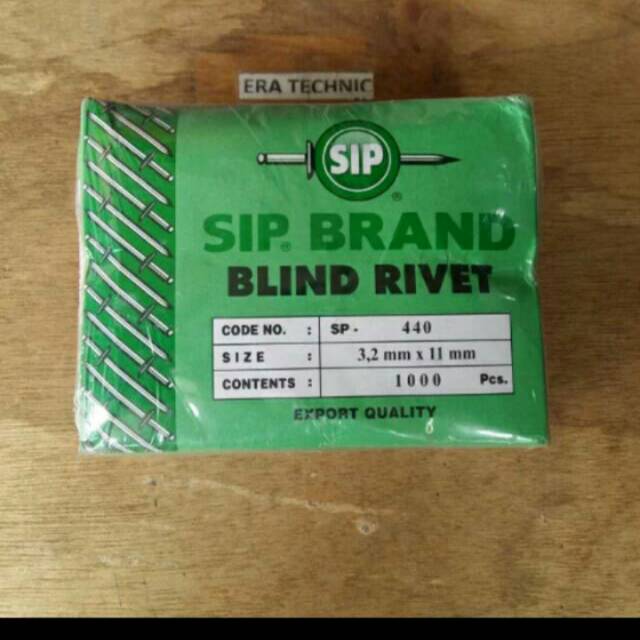 ERA TECHNIC
SIP
®
SIP® BRAND
BLIND RIVET
CODE NO. : SP - 440
SIZE : 3,2 mm x 11 mm
CONTENTS : 1000 Pcs.
EXPORT QUALITY